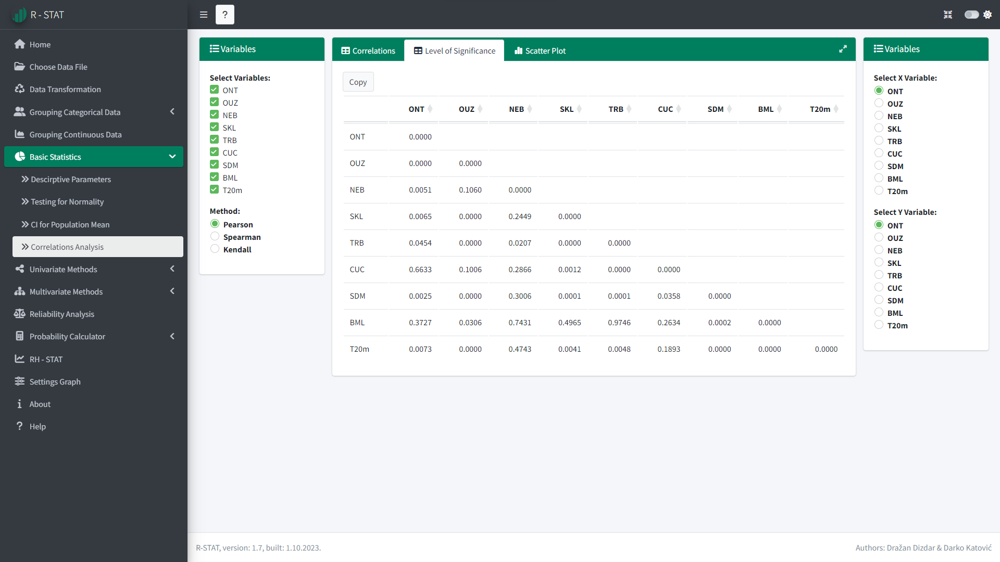 R - STAT
?
Home
Choose Data File
Data Transformation
Grouping Categorical Data
Grouping Continuous Data
Basic Statistics
Descirptive Parameters
Testing for Normality
CI for Population Mean
Correlations Analysis
Univariate Methods
Multivariate Methods
Reliability Analysis
Probability Calculator
RH - STAT
Settings Graph
About
Help
Variables
Select Variables:
ONT
OUZ
NEB
SKL
TRB
CUC
SDM
BML
T20m
Method:
Pearson
Spearman
Kendall
Correlations Level of Significance Scatter Plot
Copy
ONT OUZ NEB SKL TRB CUC SDM BML T20m
ONT 0.0000
OUZ 0.0000 0.0000
NEB 0.0051 0.1060 0.0000
SKL 0.0065 0.0000 0.2449 0.0000
TRB 0.0454 0.0000 0.0207 0.0000 0.0000
CUC 0.6633 0.1006 0.2866 0.0012 0.0000 0.0000
SDM 0.0025 0.0000 0.3006 0.0001 0.0001 0.0358 0.0000
BML 0.3727 0.0306 0.7431 0.4965 0.9746 0.2634 0.0002 0.0000
T20m 0.0073 0.0000 0.4743 0.0041 0.0048 0.1893 0.0000 0.0000 0.0000
Variables
Select X Variable:
ONT
OUZ
NEB
SKL
TRB
CUC
SDM
BML
T20m
Select Y Variable:
ONT
OUZ
NEB
SKL
TRB
CUC
SDM
BML
T20m
R-STAT, version: 1.7, built: 1.10.2023.
Authors: Dražan Dizdar & Darko Katović